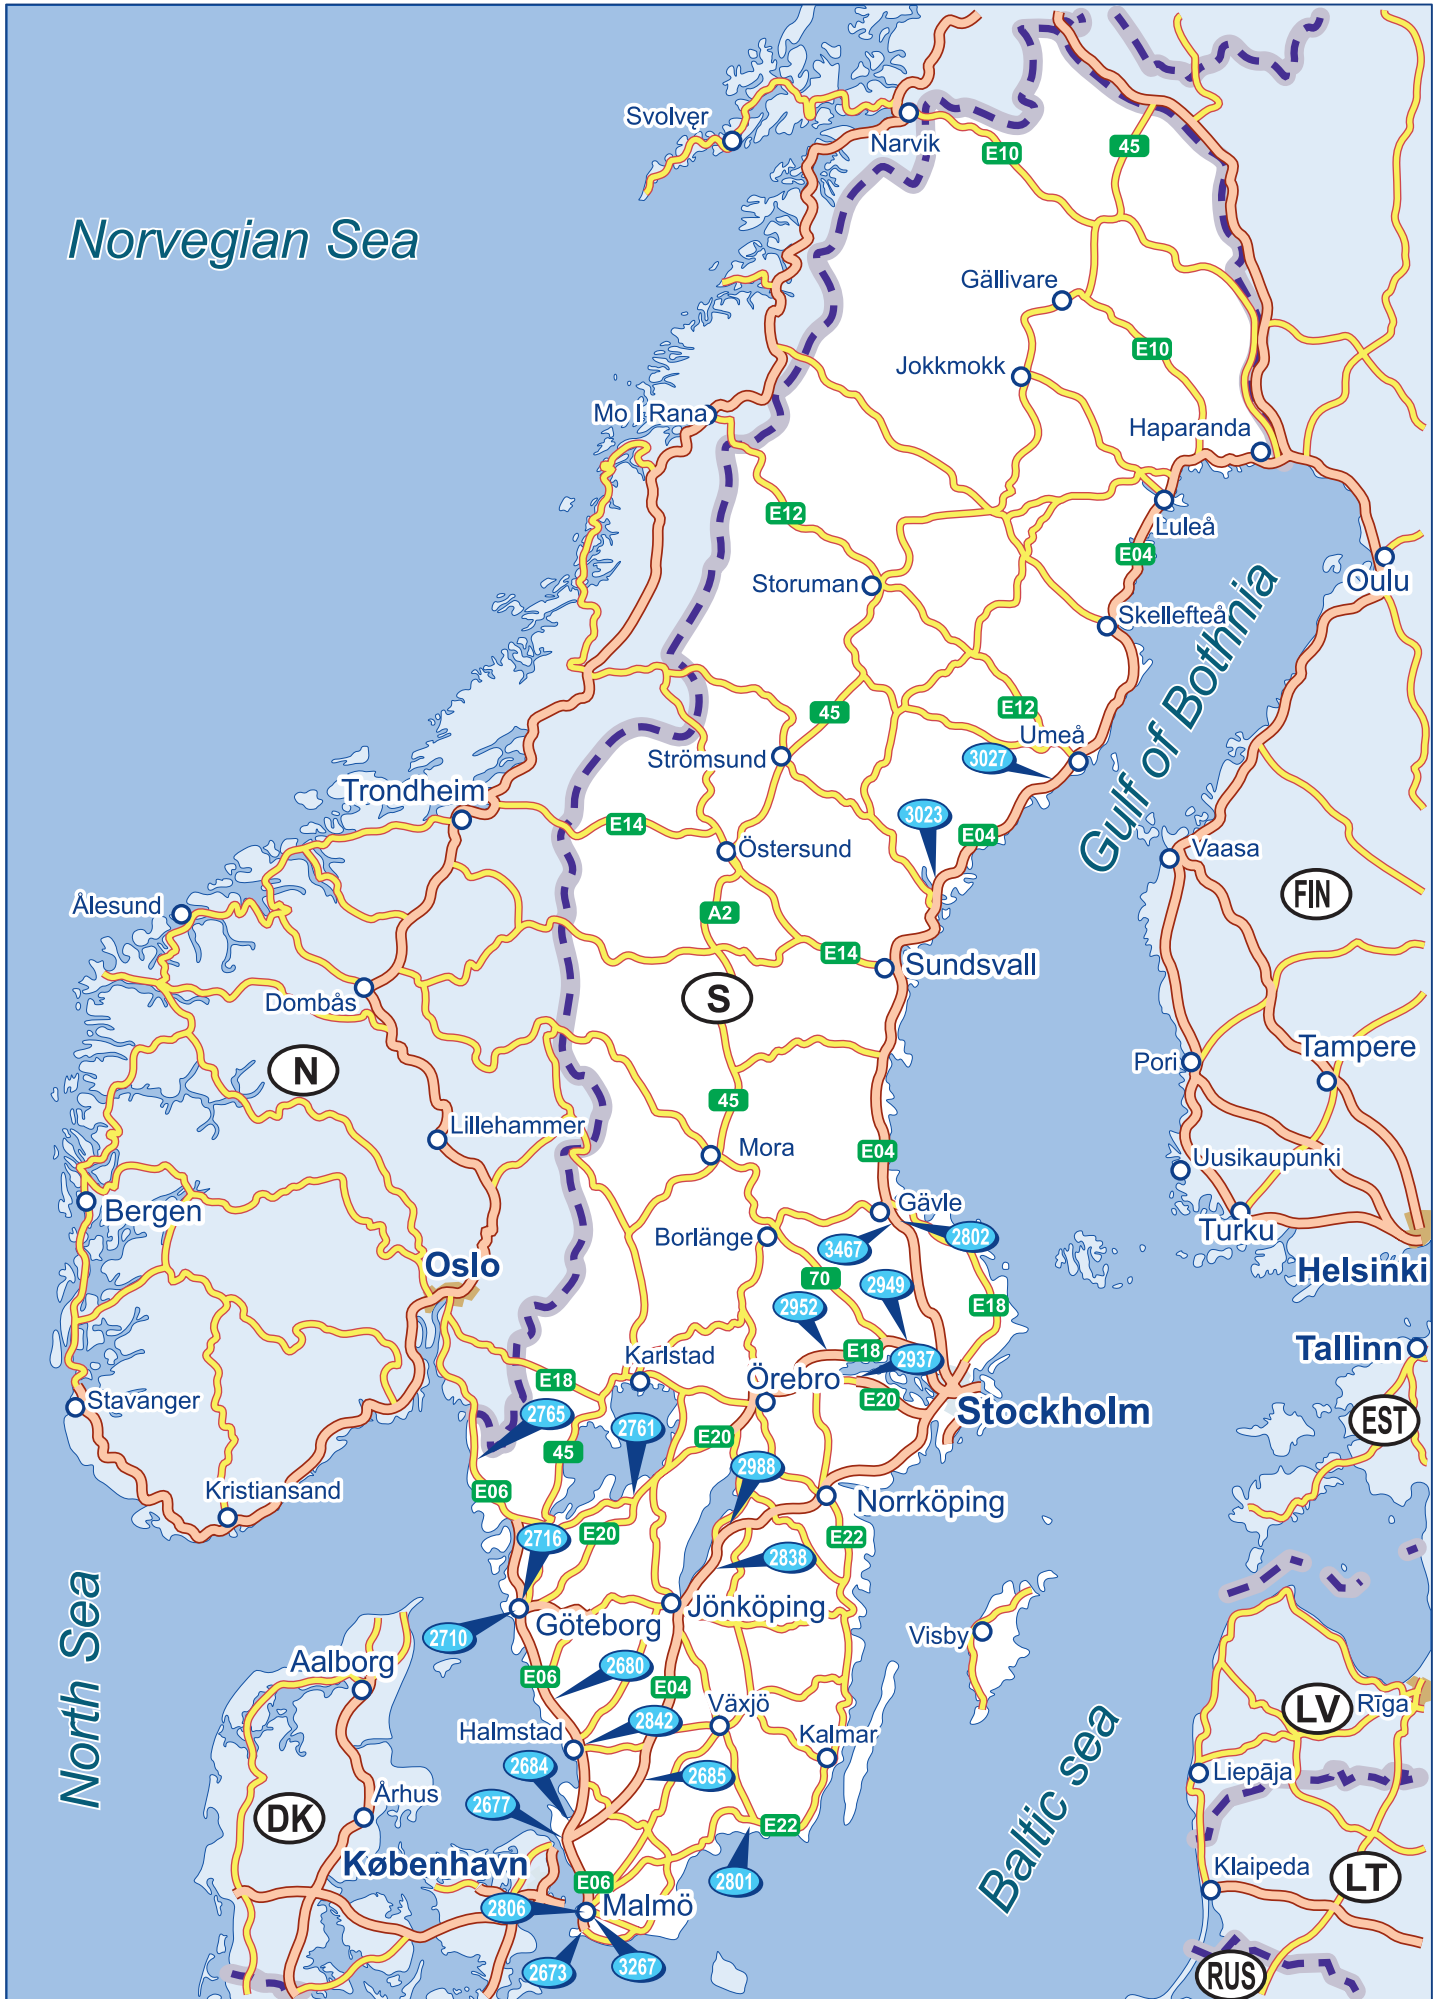 Svolvęr
Narvik
E10
45
Norvegian Sea
Gällivare
E10
Jokkmokk
Mo I Rana
Haparanda
E12
Luleå
E04
Storuman
Oulu
Skellefteå
Gulf of Bothnia
45
E12
Umeå
Strömsund
3027
Trondheim
3023
E14
E04
Östersund
Vaasa
FIN
Ålesund
A2
E14
Sundsvall
Dombås
S
N
Tampere
Pori
45
Lillehammer
Mora
E04
Uusikaupunki
Bergen
Gävle
Turku
Borlänge
3467
2802
Oslo
Helsinki
70
2949
2952
E18
E18
Tallinn
Karlstad
2937
Örebro
E18
E20
Stavanger
2765
2761
Stockholm
EST
45
E20
2988
Kristiansand
E06
Norrköping
2716
E20
E22
2838
North Sea
Göteborg
Jönköping
2710
Visby
Aalborg
2680
E06
E04
Växjö
LV
Rīga
Halmstad
2842
Kalmar
Baltic sea
2684
2685
Liepāja
2677
Århus
DK
E22
København
Klaipeda
LT
E06
2801
2806
Malmö
2673
3267
RUS